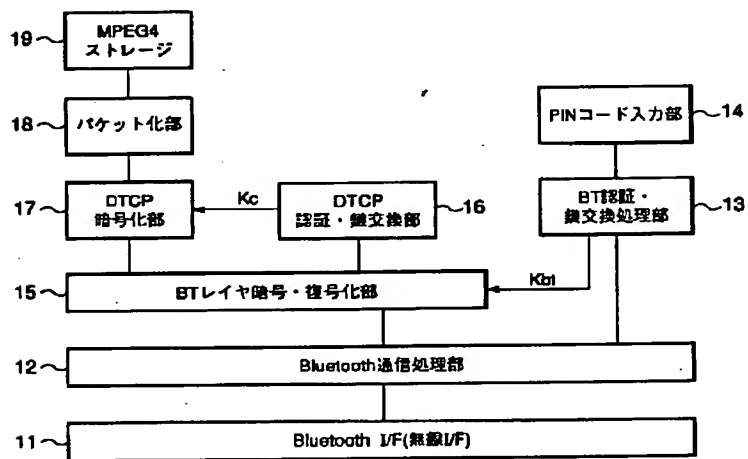 19
MPEG4
ストレージ
18
パケット化部
PINコード入力部
14
17
DTCP
暗号化部
Kc
DTCP
認証・鍵交換部
16
BT認証・
鍵交換処理部
13
15
BTレイヤ暗号・復号化部
Kbt
12
Bluetooth通信処理部
11
Bluetooth I/F(無線I/F)